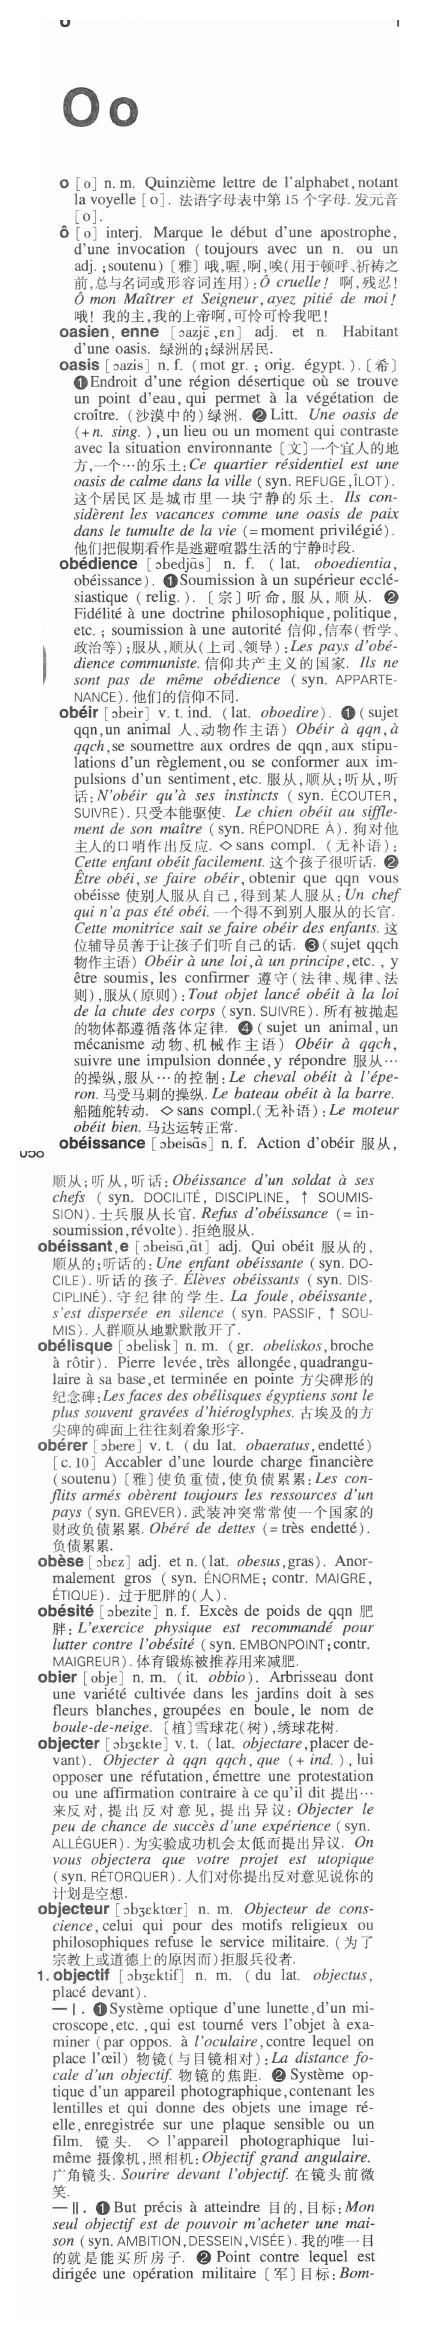 O o
o [o] n. m. Quinzième lettre de l'alphabet, notant
la voyelle [o]. 法语字母表中第 15 个字母. 发元音
[o].
ô [o] interj. Marque le début d'une apostrophe,
d'une invocation (toujours avec un n. ou un
adj. ; soutenu)〔雅〕哦,喔,啊,唉(用于顿呼、祈祷之
前,总与名词或形容词连用): Ô cruelle! 啊,残忍!
Ô mon Maîtrer et Seigneur, ayez pitié de moi!
哦! 我的主,我的上帝啊,可怜可怜我吧!
oasien, enne [ɔazjɛ̃, ɛn] adj. et n. Habitant
d'une oasis. 绿洲的;绿洲居民.
oasis [ɔazis] n. f. (mot gr. ; orig. égypt. ).〔希〕
❶ Endroit d'une région désertique où se trouve
un point d'eau, qui permet à la végétation de
croître. (沙漠中的)绿洲. ❷ Litt. Une oasis de
(+ n. sing. ), un lieu ou un moment qui contraste
avec la situation environnante〔文〕一个宜人的地
方,一个…的乐土: Ce quartier résidentiel est une
oasis de calme dans la ville (syn. REFUGE, ÎLOT).
这个居民区是城市里一块宁静的乐土. Ils con-
sidèrent les vacances comme une oasis de paix
dans le tumulte de la vie (= moment privilégié).
他们把假期看作是逃避喧嚣生活的宁静时段.
obédience [ɔbedjɑ̃s] n. f. (lat. oboedientia,
obéissance). ❶ Soumission à un supérieur ecclé-
siastique (relig. ).〔宗〕听命,服从,顺从. ❷
Fidélité à une doctrine philosophique, politique,
etc. ; soumission à une autorité 信仰,信奉(哲学、
政治等);服从,顺从(上司、领导): Les pays d'obé-
dience communiste. 信仰共产主义的国家. Ils ne
sont pas de même obédience (syn. APPARTE-
NANCE). 他们的信仰不同.
obéir [ɔbeir] v. t. ind. (lat. oboedire). ❶ (sujet
qqn, un animal 人、动物作主语) Obéir à qqn, à
qqch, se soumettre aux ordres de qqn, aux stipu-
lations d'un règlement, ou se conformer aux im-
pulsions d'un sentiment, etc. 服从,顺从;听从,听
话: N'obéir qu'à ses instincts (syn. ÉCOUTER,
SUIVRE). 只受本能驱使. Le chien obéit au siffle-
ment de son maître (syn. RÉPONDRE À). 狗对他
主人的口哨作出反应. ◇ sans compl. (无补语):
Cette enfant obéit facilement. 这个孩子很听话. ❷
Être obéi, se faire obéir, obtenir que qqn vous
obéisse 使别人服从自己,得到某人服从: Un chef
qui n'a pas été obéi. 一个得不到别人服从的长官.
Cette monitrice sait se faire obéir des enfants. 这
位辅导员善于让孩子们听自己的话. ❸ (sujet qqch
物作主语) Obéir à une loi, à un principe, etc. , y
être soumis, les confirmer 遵守(法律、规律、法
则),服从(原则): Tout objet lancé obéit à la loi
de la chute des corps (syn. SUIVRE). 所有被抛起
的物体都遵循落体定律. ❹ (sujet un animal, un
mécanisme 动物、机械作主语) Obéir à qqch,
suivre une impulsion donnée, y répondre 服从…
的操纵,服从…的控制: Le cheval obéit à l'épe-
ron. 马受马刺的操纵. Le bateau obéit à la barre.
船随舵转动. ◇ sans compl.(无补语): Le moteur
obéit bien. 马达运转正常.
obéissance [ɔbeisɑ̃s] n. f. Action d'obéir 服从,
顺从;听从,听话: Obéissance d'un soldat à ses
chefs (syn. DOCILITÉ, DISCIPLINE, ↑ SOUMIS-
SION). 士兵服从长官. Refus d'obéissance (= in-
soumission, révolte). 拒绝服从.
obéissant, e [ɔbeisɑ̃, ɑ̃t] adj. Qui obéit 服从的,
顺从的;听话的: Une enfant obéissante (syn. DO-
CILE). 听话的孩子. Élèves obéissants (syn. DIS-
CIPLINÉ). 守纪律的学生. La foule, obéissante,
s'est dispersée en silence (syn. PASSIF, ↑ SOU-
MIS). 人群顺从地默默散开了.
obélisque [ɔbelisk] n. m. (gr. obeliskos, broche
à rôtir). Pierre levée, très allongée, quadrangu-
laire à sa base, et terminée en pointe 方尖碑形的
纪念碑: Les faces des obélisques égyptiens sont le
plus souvent gravées d'hiéroglyphes. 古埃及的方
尖碑的碑面上往往刻着象形字.
obérer [ɔbere] v. t. (du lat. obaeratus, endetté)
[c. 10] Accabler d'une lourde charge financière
(soutenu)〔雅〕使负重债,使负债累累: Les con-
flits armés obèrent toujours les ressources d'un
pays (syn. GREVER). 武装冲突常常使一个国家的
财政负债累累. Obéré de dettes (= très endetté).
负债累累.
obèse [ɔbɛz] adj. et n. (lat. obesus, gras). Anor-
malement gros (syn. ÉNORME; contr. MAIGRE,
ÉTIQUE). 过于肥胖的(人).
obésité [ɔbezite] n. f. Excès de poids de qqn 肥
胖: L'exercice physique est recommandé pour
lutter contre l'obésité (syn. EMBONPOINT; contr.
MAIGREUR). 体育锻炼被推荐用来减肥.
obier [ɔbje] n. m. (it. obbio). Arbrisseau dont
une variété cultivée dans les jardins doit à ses
fleurs blanches, groupées en boule, le nom de
boule-de-neige.〔植〕雪球花(树),绣球花树.
objecter [ɔbʒɛkte] v. t. (lat. objectare, placer de-
vant). Objecter à qqn qqch, que (+ ind. ), lui
opposer une réfutation, émettre une protestation
ou une affirmation contraire à ce qu'il dit 提出…
来反对,提出反对意见,提出异议: Objecter le
peu de chance de succès d'une expérience (syn.
ALLÉGUER). 为实验成功机会太低而提出异议. On
vous objectera que votre projet est utopique
(syn. RÉTORQUER). 人们对你提出反对意见说你的
计划是空想.
objecteur [ɔbʒɛktœr] n. m. Objecteur de cons-
cience, celui qui pour des motifs religieux ou
philosophiques refuse le service militaire. (为了
宗教上或道德上的原因而)拒服兵役者.
1. objectif [ɔbʒɛktif] n. m. (du lat. objectus,
placé devant).
— I. ❶ Système optique d'une lunette, d'un mi-
croscope, etc. , qui est tourné vers l'objet à exa-
miner (par oppos. à l'oculaire, contre lequel on
place l'œil) 物镜(与目镜相对): La distance fo-
cale d'un objectif. 物镜的焦距. ❷ Système op-
tique d'un appareil photographique, contenant les
lentilles et qui donne des objets une image ré-
elle, enregistrée sur une plaque sensible ou un
film. 镜头. ◇ l'appareil photographique lui-
même 摄像机,照相机: Objectif grand angulaire.
广角镜头. Sourire devant l'objectif. 在镜头前微
笑.
— II. ❶ But précis à atteindre 目的,目标: Mon
seul objectif est de pouvoir m'acheter une mai-
son (syn. AMBITION, DESSEIN, VISÉE). 我的唯一目
的就是能买所房子. ❷ Point contre lequel est
dirigée une opération militaire〔军〕目标: Bom-